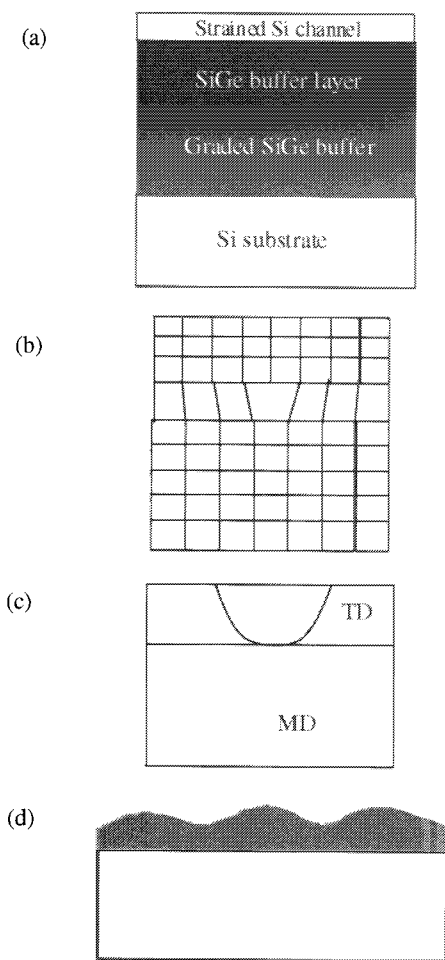 (a)
Strained Si channel
SiGe buffer layer
Graded SiGe buffer
Si substrate
(b)
(c)
TD
MD
(d)